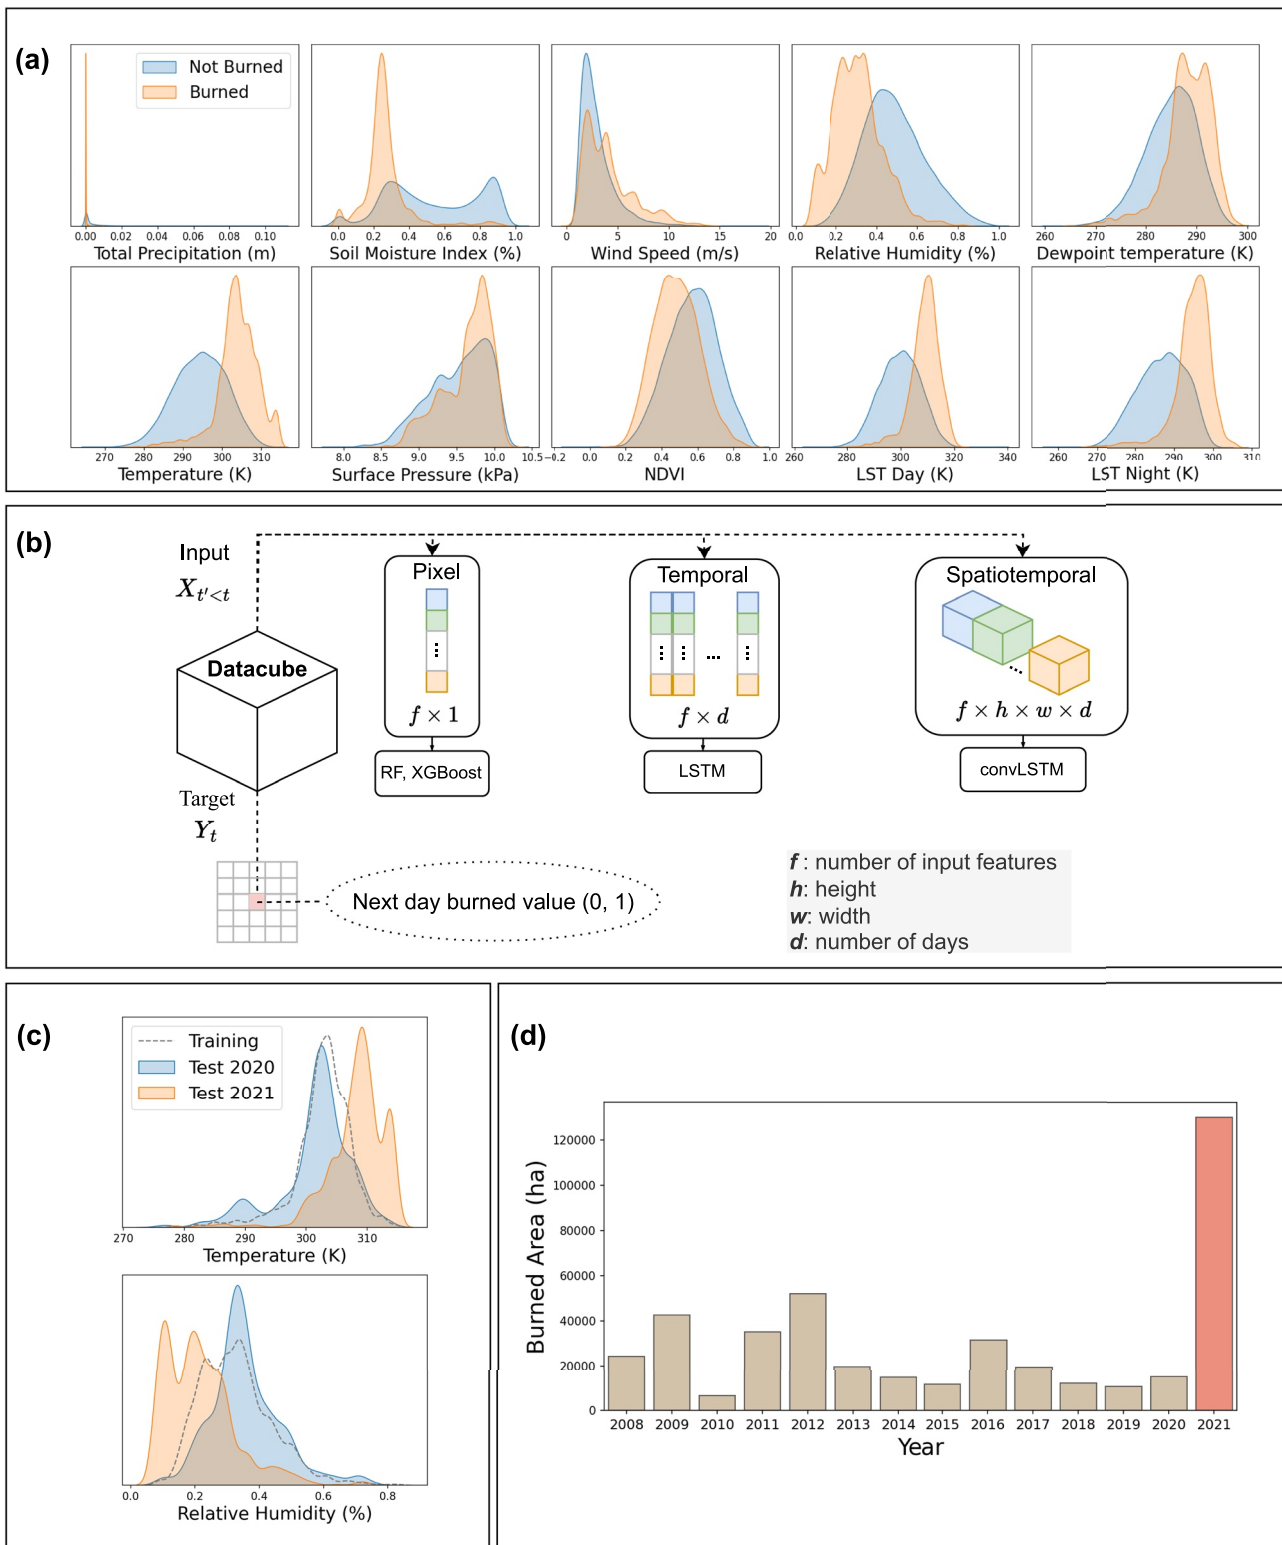 (a)
Not Burned
Burned
0.00 0.02 0.04 0.06 0.08 0.10
Total Precipitation (m)
0.0 0.2 0.4 0.6 0.8 1.0
Soil Moisture Index (%)
0 5 10 15 20
Wind Speed (m/s)
0.0 0.2 0.4 0.6 0.8 1.0
Relative Humidity (%)
260 270 280 290 300
Dewpoint temperature (K)
270 280 290 300 310
Temperature (K)
8.0 8.5 9.0 9.5 10.0 10.5
Surface Pressure (kPa)
−0.2 0.0 0.2 0.4 0.6 0.8 1.0
NDVI
260 280 300 320 340
LST Day (K)
260 270 280 290 300 310
LST Night (K)
(b)
Input
X_{t'<t}
Datacube
Target
Y_t
Pixel
f × 1
RF, XGBoost
Temporal
...
f × d
LSTM
Spatiotemporal
...
f × h × w × d
convLSTM
Next day burned value (0, 1)
f : number of input features
h: height
w: width
d: number of days
(c)
Training
Test 2020
Test 2021
270 280 290 300 310
Temperature (K)
0.0 0.2 0.4 0.6 0.8
Relative Humidity (%)
(d)
Burned Area (ha)
120000
100000
80000
60000
40000
20000
0
2008 2009 2010 2011 2012 2013 2014 2015 2016 2017 2018 2019 2020 2021
Year